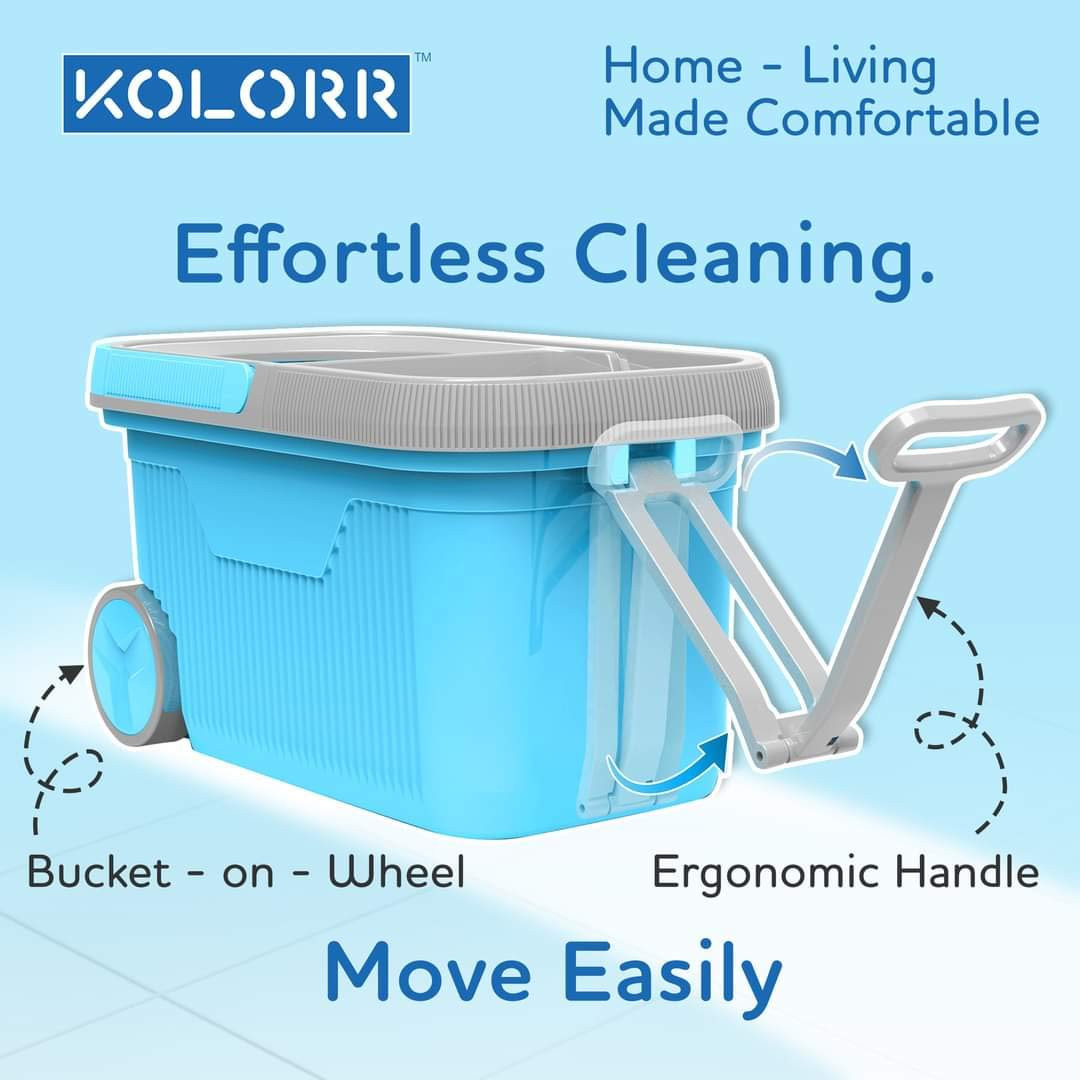 KOLORR™
Home - Living
Made Comfortable
Effortless Cleaning.
Bucket - on - Wheel
Ergonomic Handle
Move Easily